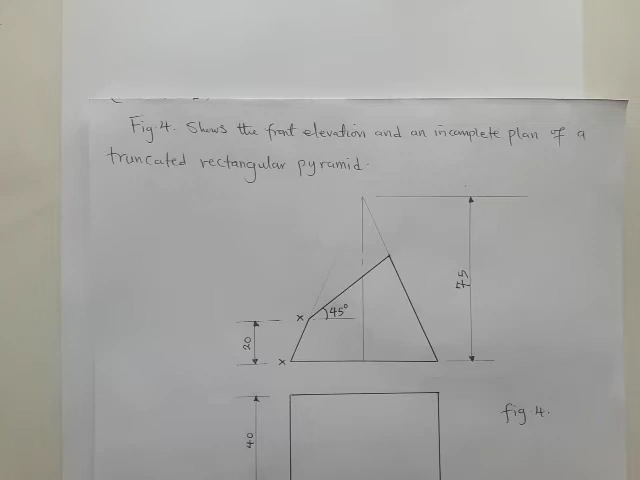 Fig.4. Shows the front elevation and an incomplete plan of a
truncated rectangular pyramid.
75
x
45°
20
x
fig.4.
40